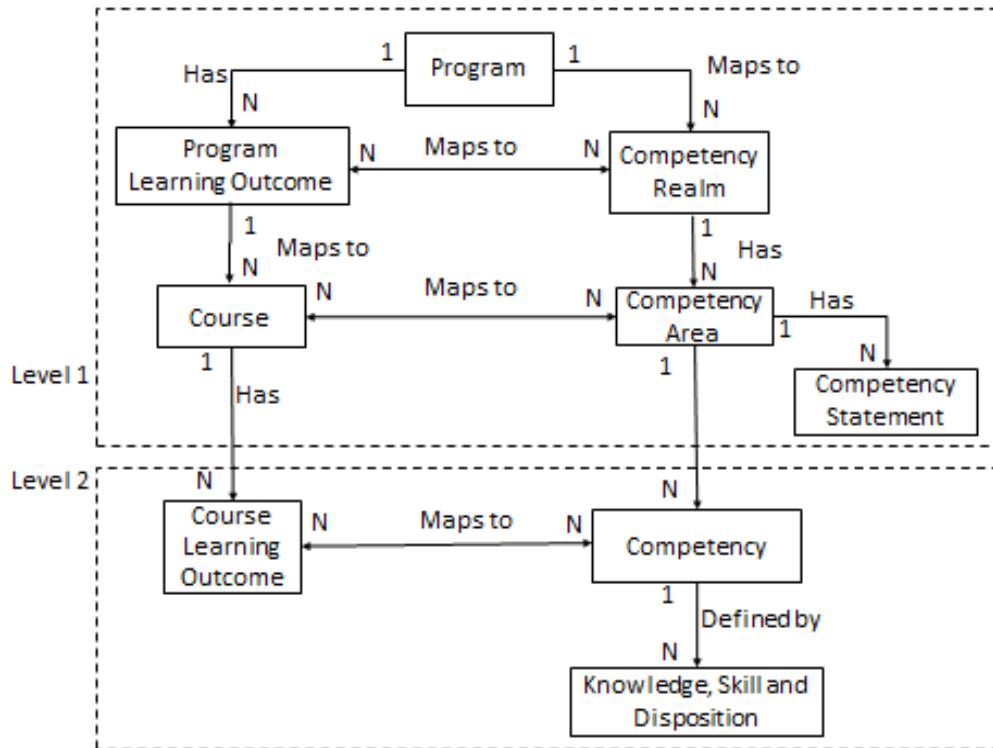 1
Program
1
Has
Maps to
N
N
Program
Learning Outcome
N
Maps to
N
Competency
Realm
1
Maps to
N
1
Has
N
Course
N
Maps to
N
Competency
Area
Has
1
N
1
Has
1
Competency
Statement
Level 1
Level 2
N
Course
Learning
Outcome
N
Maps to
N
N
Competency
1
Defined by
N
Knowledge, Skill and
Disposition